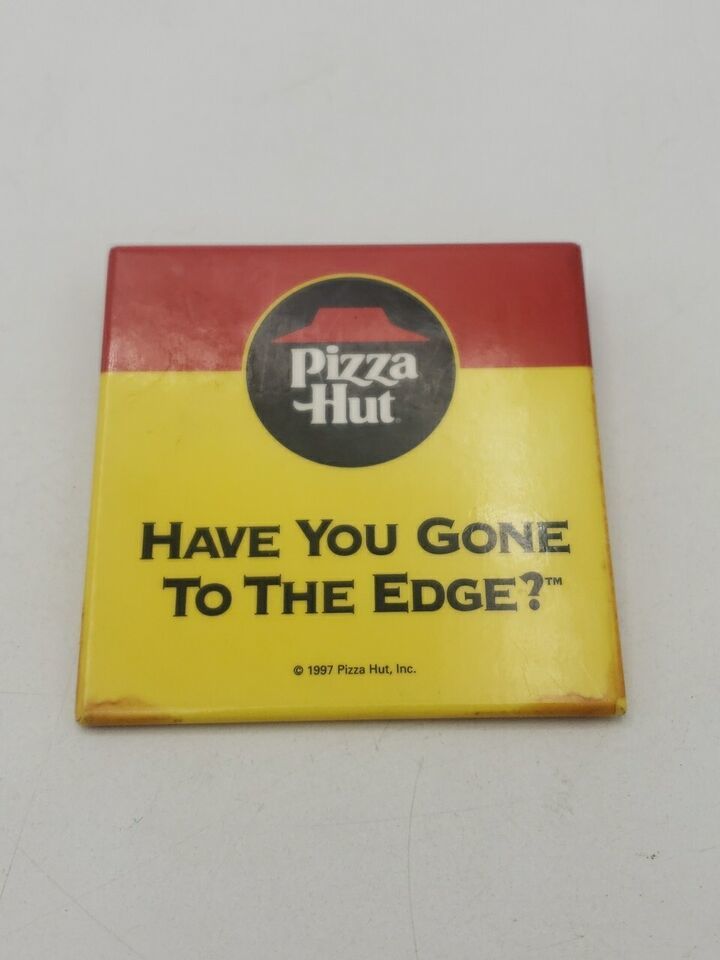 Pizza
Hut
HAVE YOU GONE
TO THE EDGE?™
© 1997 Pizza Hut, Inc.